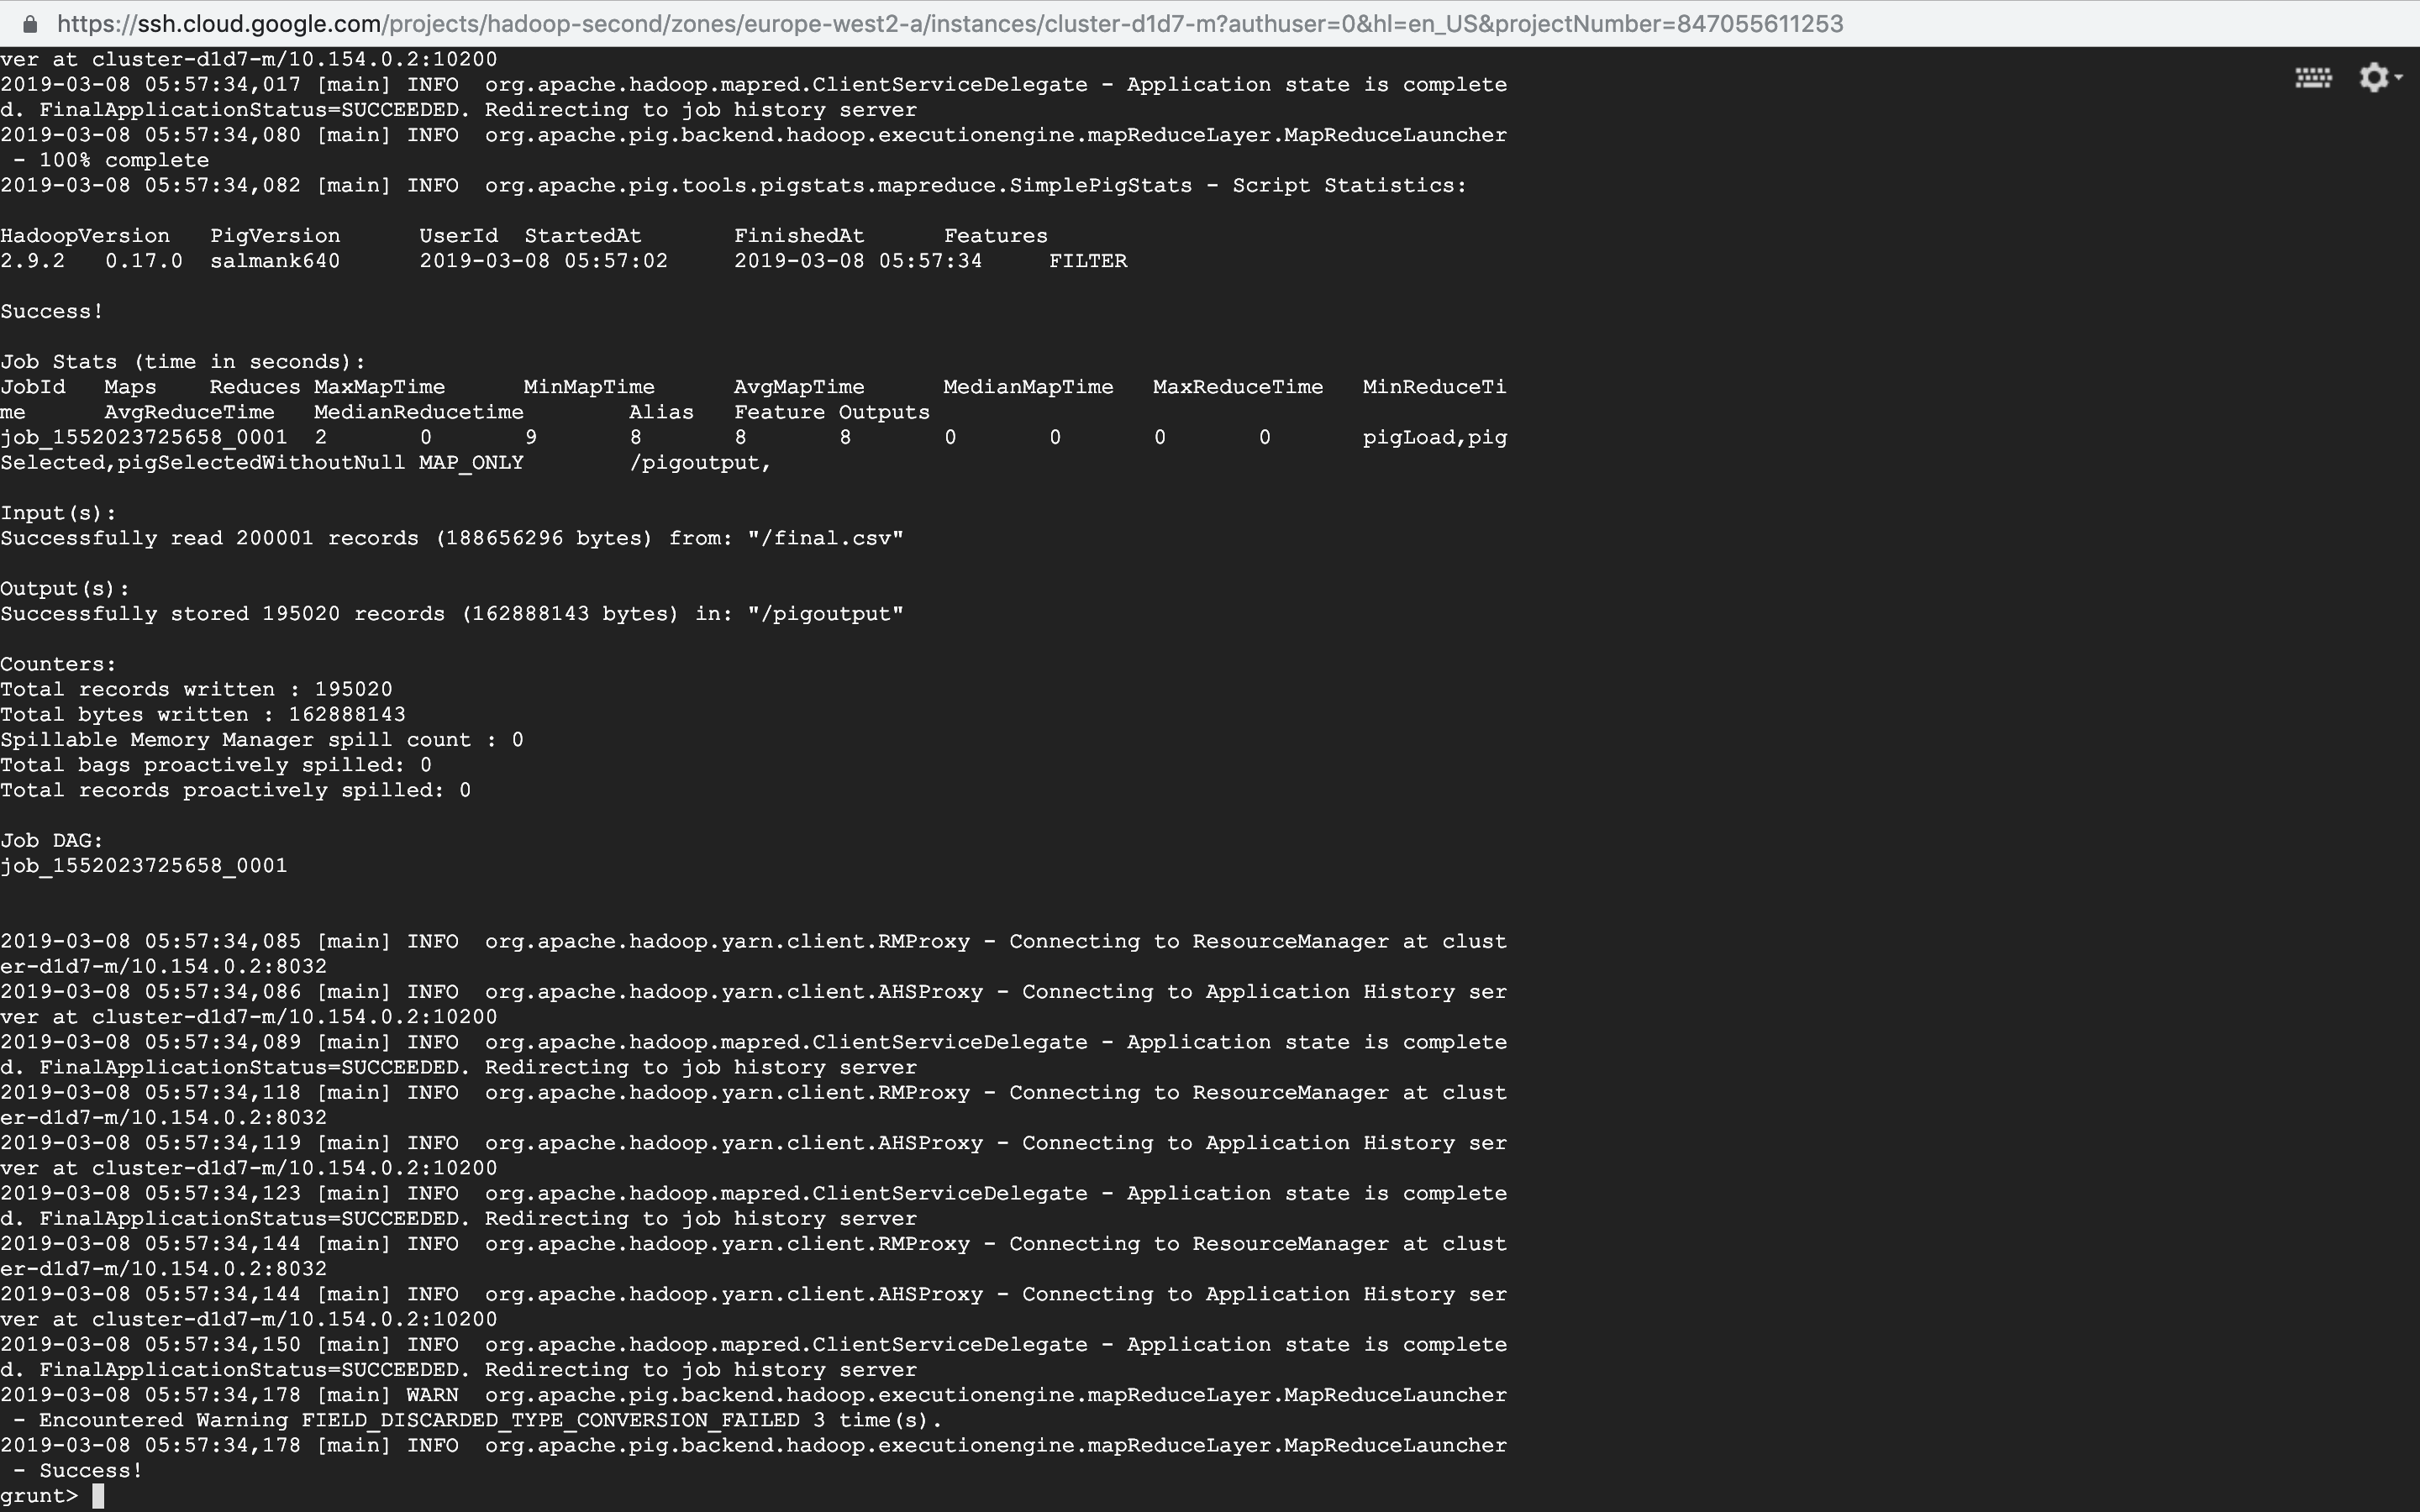 https://ssh.cloud.google.com/projects/hadoop-second/zones/europe-west2-a/instances/cluster-d1d7-m?authuser=0&hl=en_US&projectNumber=847055611253
ver at cluster-d1d7-m/10.154.0.2:10200
2019-03-08 05:57:34,017 [main] INFO  org.apache.hadoop.mapred.ClientServiceDelegate - Application state is complete
d. FinalApplicationStatus=SUCCEEDED. Redirecting to job history server
2019-03-08 05:57:34,080 [main] INFO  org.apache.pig.backend.hadoop.executionengine.mapReduceLayer.MapReduceLauncher
 - 100% complete
2019-03-08 05:57:34,082 [main] INFO  org.apache.pig.tools.pigstats.mapreduce.SimplePigStats - Script Statistics:
HadoopVersion   PigVersion      UserId  StartedAt       FinishedAt      Features
2.9.2   0.17.0  salmank640      2019-03-08 05:57:02     2019-03-08 05:57:34     FILTER
Success!
Job Stats (time in seconds):
JobId   Maps    Reduces MaxMapTime      MinMapTime      AvgMapTime      MedianMapTime   MaxReduceTime   MinReduceTi
me      AvgReduceTime   MedianReducetime        Alias   Feature Outputs
job_1552023725658_0001  2       0       9       8       8       8       0       0       0       0       pigLoad,pig
Selected,pigSelectedWithoutNull MAP_ONLY        /pigoutput,
Input(s):
Successfully read 200001 records (188656296 bytes) from: "/final.csv"
Output(s):
Successfully stored 195020 records (162888143 bytes) in: "/pigoutput"
Counters:
Total records written : 195020
Total bytes written : 162888143
Spillable Memory Manager spill count : 0
Total bags proactively spilled: 0
Total records proactively spilled: 0
Job DAG:
job_1552023725658_0001
2019-03-08 05:57:34,085 [main] INFO  org.apache.hadoop.yarn.client.RMProxy - Connecting to ResourceManager at clust
er-d1d7-m/10.154.0.2:8032
2019-03-08 05:57:34,086 [main] INFO  org.apache.hadoop.yarn.client.AHSProxy - Connecting to Application History ser
ver at cluster-d1d7-m/10.154.0.2:10200
2019-03-08 05:57:34,089 [main] INFO  org.apache.hadoop.mapred.ClientServiceDelegate - Application state is complete
d. FinalApplicationStatus=SUCCEEDED. Redirecting to job history server
2019-03-08 05:57:34,118 [main] INFO  org.apache.hadoop.yarn.client.RMProxy - Connecting to ResourceManager at clust
er-d1d7-m/10.154.0.2:8032
2019-03-08 05:57:34,119 [main] INFO  org.apache.hadoop.yarn.client.AHSProxy - Connecting to Application History ser
ver at cluster-d1d7-m/10.154.0.2:10200
2019-03-08 05:57:34,123 [main] INFO  org.apache.hadoop.mapred.ClientServiceDelegate - Application state is complete
d. FinalApplicationStatus=SUCCEEDED. Redirecting to job history server
2019-03-08 05:57:34,144 [main] INFO  org.apache.hadoop.yarn.client.RMProxy - Connecting to ResourceManager at clust
er-d1d7-m/10.154.0.2:8032
2019-03-08 05:57:34,144 [main] INFO  org.apache.hadoop.yarn.client.AHSProxy - Connecting to Application History ser
ver at cluster-d1d7-m/10.154.0.2:10200
2019-03-08 05:57:34,150 [main] INFO  org.apache.hadoop.mapred.ClientServiceDelegate - Application state is complete
d. FinalApplicationStatus=SUCCEEDED. Redirecting to job history server
2019-03-08 05:57:34,178 [main] WARN  org.apache.pig.backend.hadoop.executionengine.mapReduceLayer.MapReduceLauncher
 - Encountered Warning FIELD_DISCARDED_TYPE_CONVERSION_FAILED 3 time(s).
2019-03-08 05:57:34,178 [main] INFO  org.apache.pig.backend.hadoop.executionengine.mapReduceLayer.MapReduceLauncher
 - Success!
grunt>